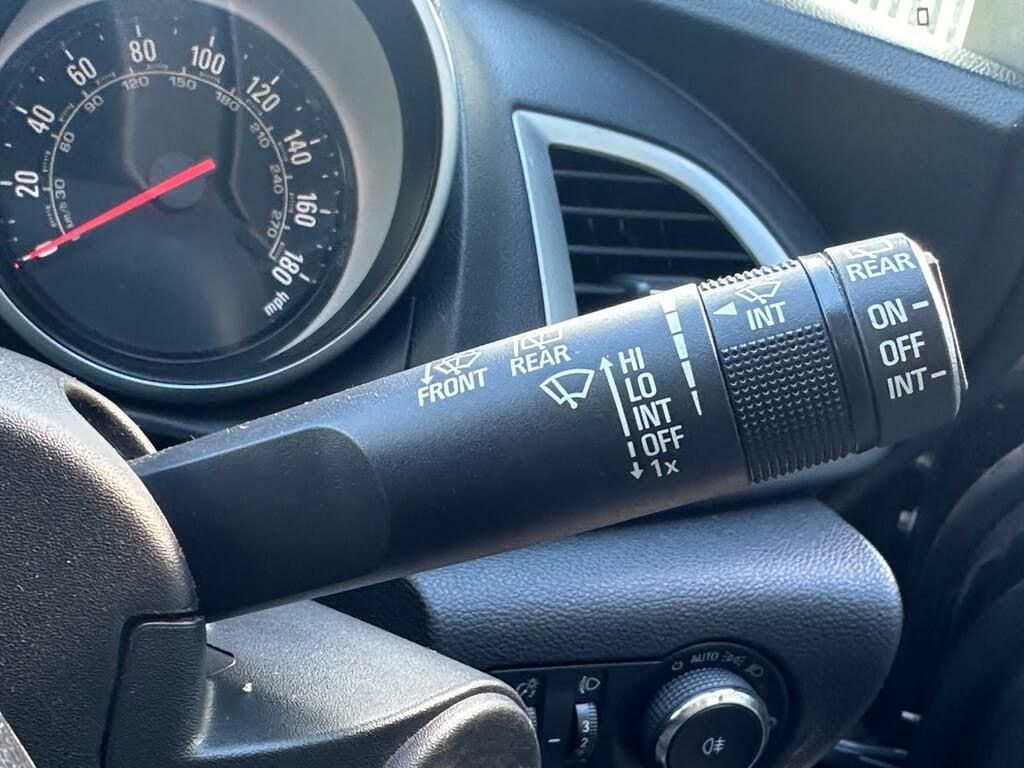 20
40
60
80
100
120
140
160
180
mph
30
60
90
120
150
180
210
240
270
km/h
FRONT
REAR
HI
LO
INT
OFF
1x
INT
REAR
ON
OFF
INT
AUTO
3
2